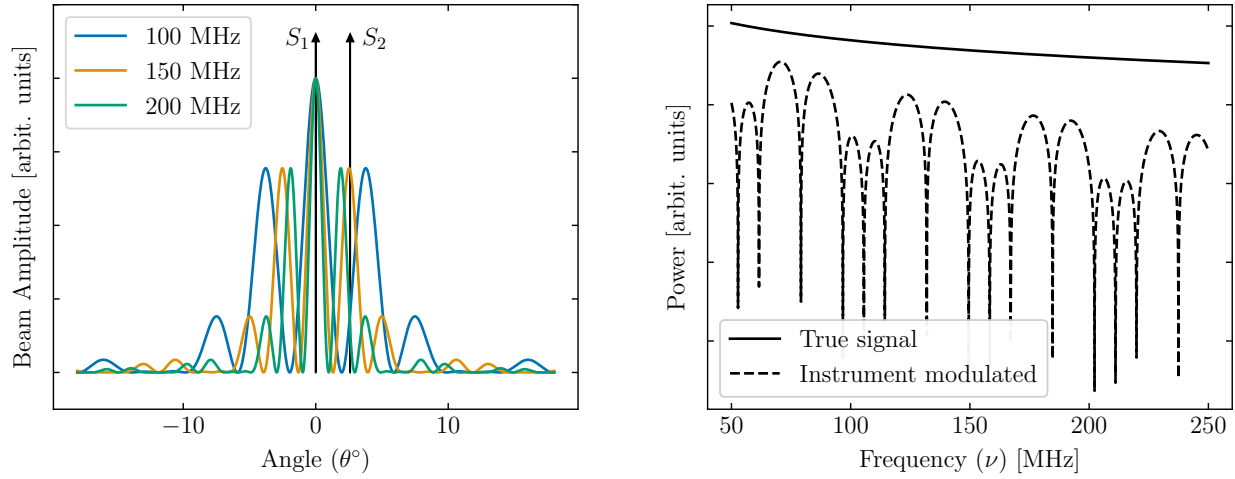 Beam Amplitude [arbit. units]
100 MHz
150 MHz
200 MHz
S₁
S₂
−10
0
10
Angle (θ°)
Power [arbit. units]
True signal
Instrument modulated
50
100
150
200
250
Frequency (ν) [MHz]